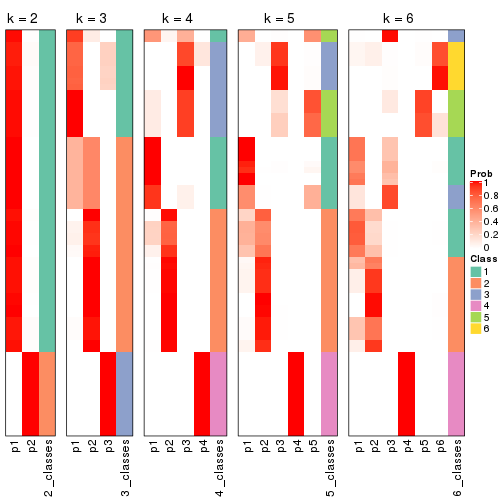 k = 2
k = 3
k = 4
k = 5
k = 6
p1
p2
2_classes
p1
p2
p3
3_classes
p1
p2
p3
p4
4_classes
p1
p2
p3
p4
p5
5_classes
p1
p2
p3
p4
p5
p6
6_classes
Prob
1
0.8
0.6
0.4
0.2
0
Class
1
2
3
4
5
6